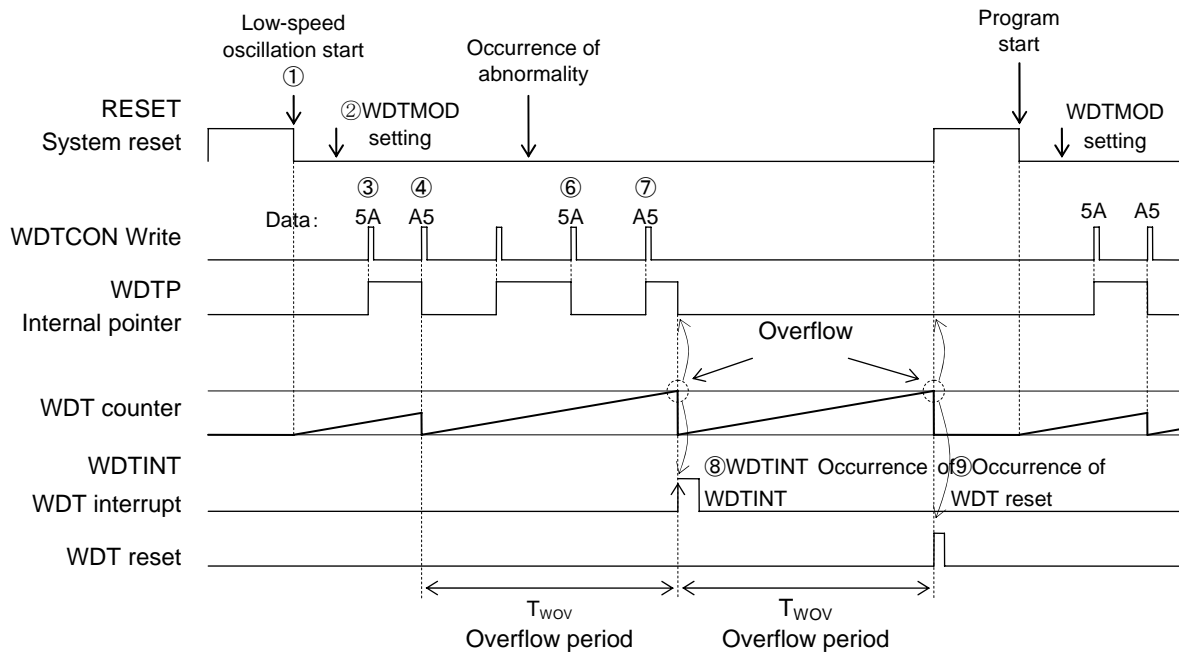 Low-speed
oscillation start
①
Occurrence of
abnormality
Program
start
RESET
System reset
②WDTMOD
setting
WDTMOD
setting
③ ④ ⑥ ⑦
Data: 5A A5 5A A5 5A A5
WDTCON Write
WDTP
Internal pointer
Overflow
WDT counter
WDTINT
WDT interrupt
⑧WDTINT Occurrence of
WDTINT
⑨Occurrence of
WDT reset
WDT reset
TWOV
Overflow period
TWOV
Overflow period